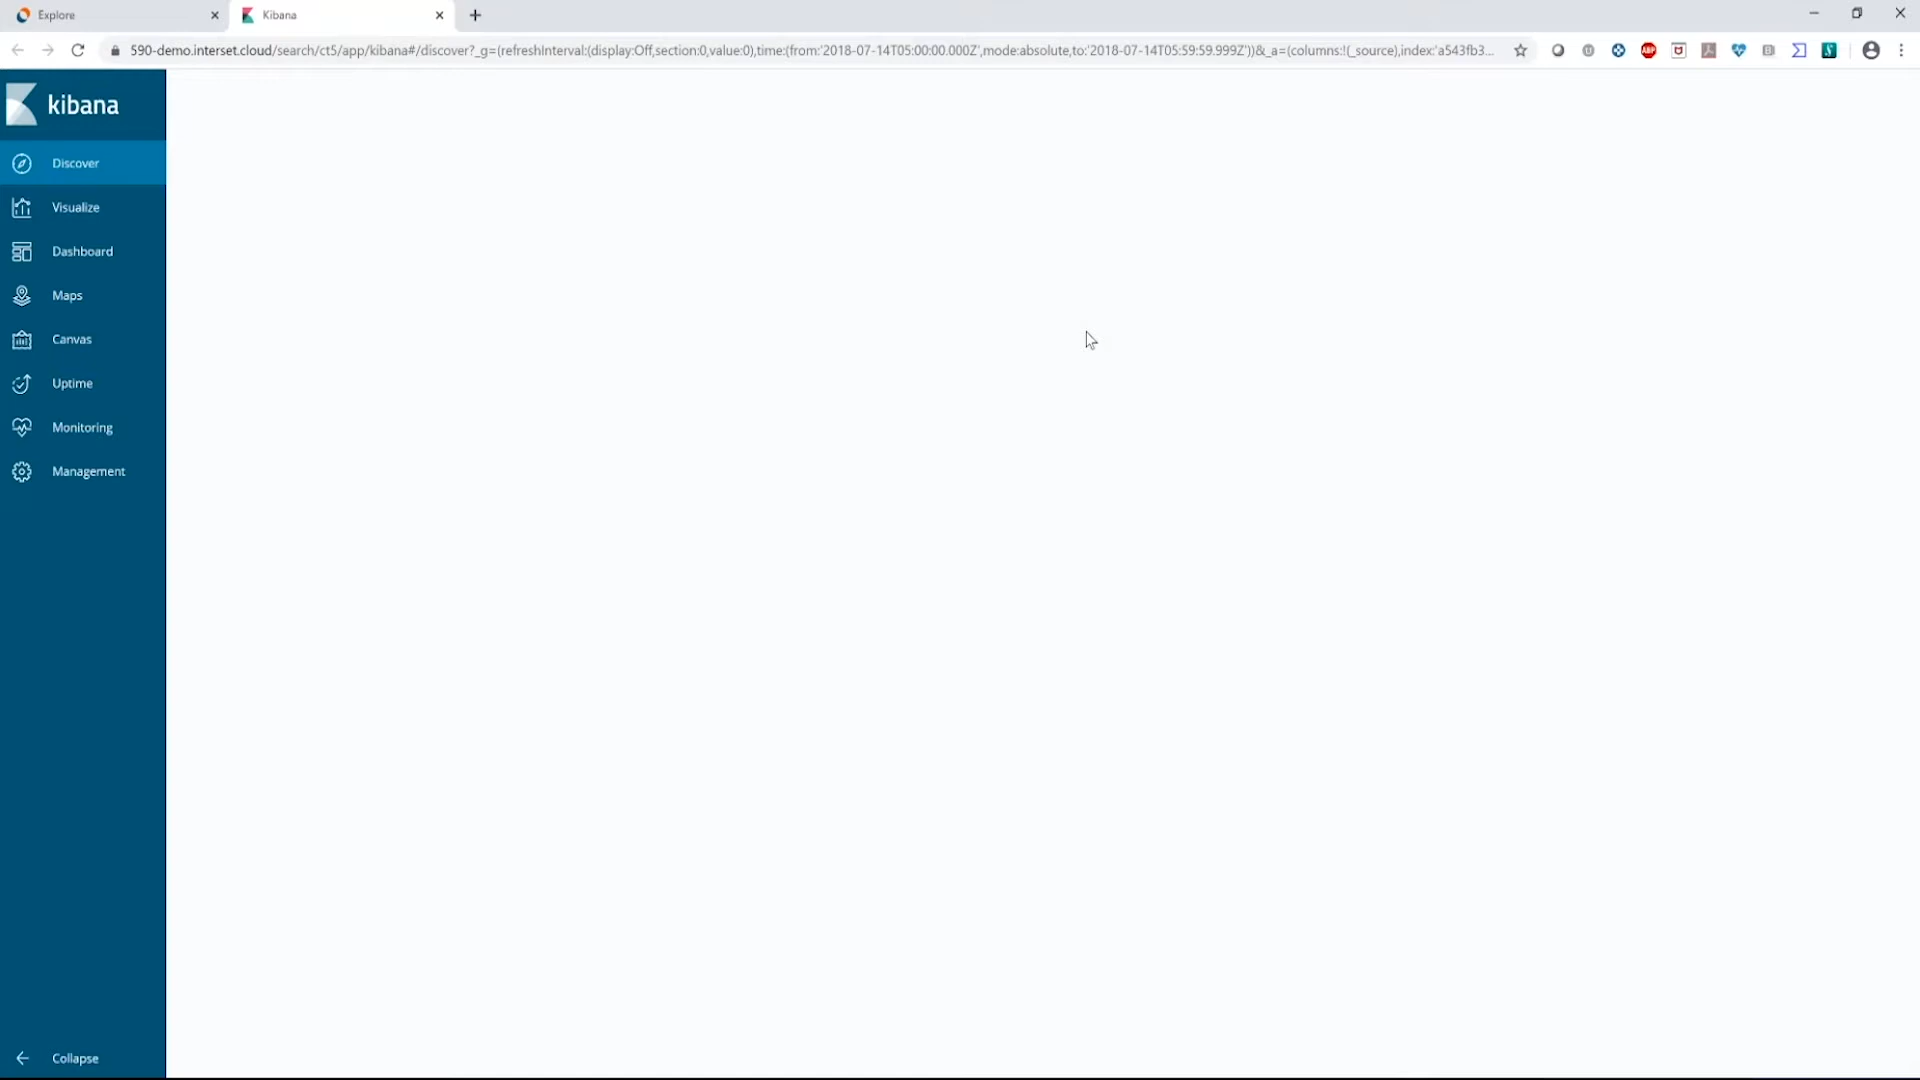 Explore
Kibana
590-demo.interset.cloud/search/ct5/app/kibana#/discover?_g=(refreshInterval:(display:Off,section:0,value:0),time:(from:'2018-07-14T05:00:00.000Z',mode:absolute,to:'2018-07-14T05:59:59.999Z'))&_a=(columns:!(_source),index:'a543fb3...
ABP
kibana
Discover
Visualize
Dashboard
Maps
Canvas
Uptime
Monitoring
Management
Collapse